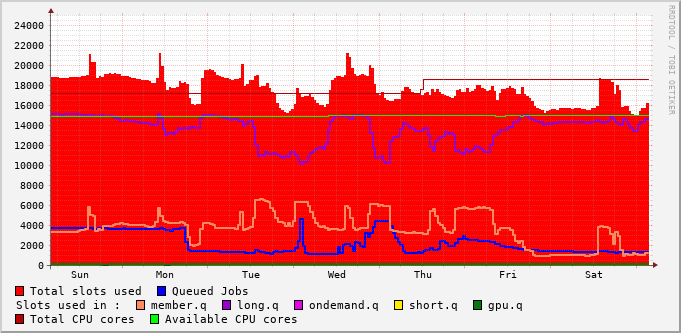 24000
22000
20000
18000
16000
14000
12000
10000
8000
6000
4000
2000
0
Sun Mon Tue Wed Thu Fri Sat
Total slots used Queued Jobs
Slots used in : member.q long.q ondemand.q short.q gpu.q
Total CPU cores Available CPU cores
RRDTOOL / TOBI OETIKER